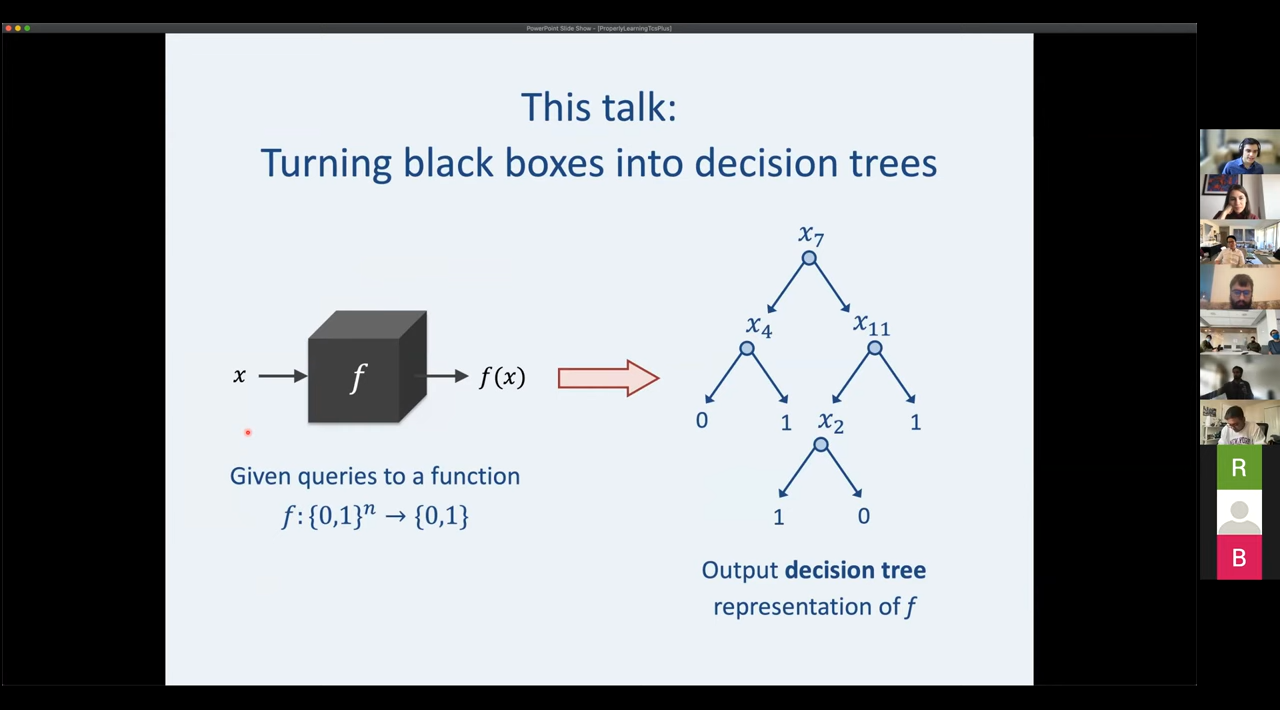 PowerPoint Slide Show - [ProperlyLearningTcsPlus]
This talk:
Turning black boxes into decision trees
x₇
x₄
x₁₁
x
f
f(x)
0
1
x₂
1
1
0
Given queries to a function
f: {0,1}ⁿ → {0,1}
Output decision tree
representation of f
R
B